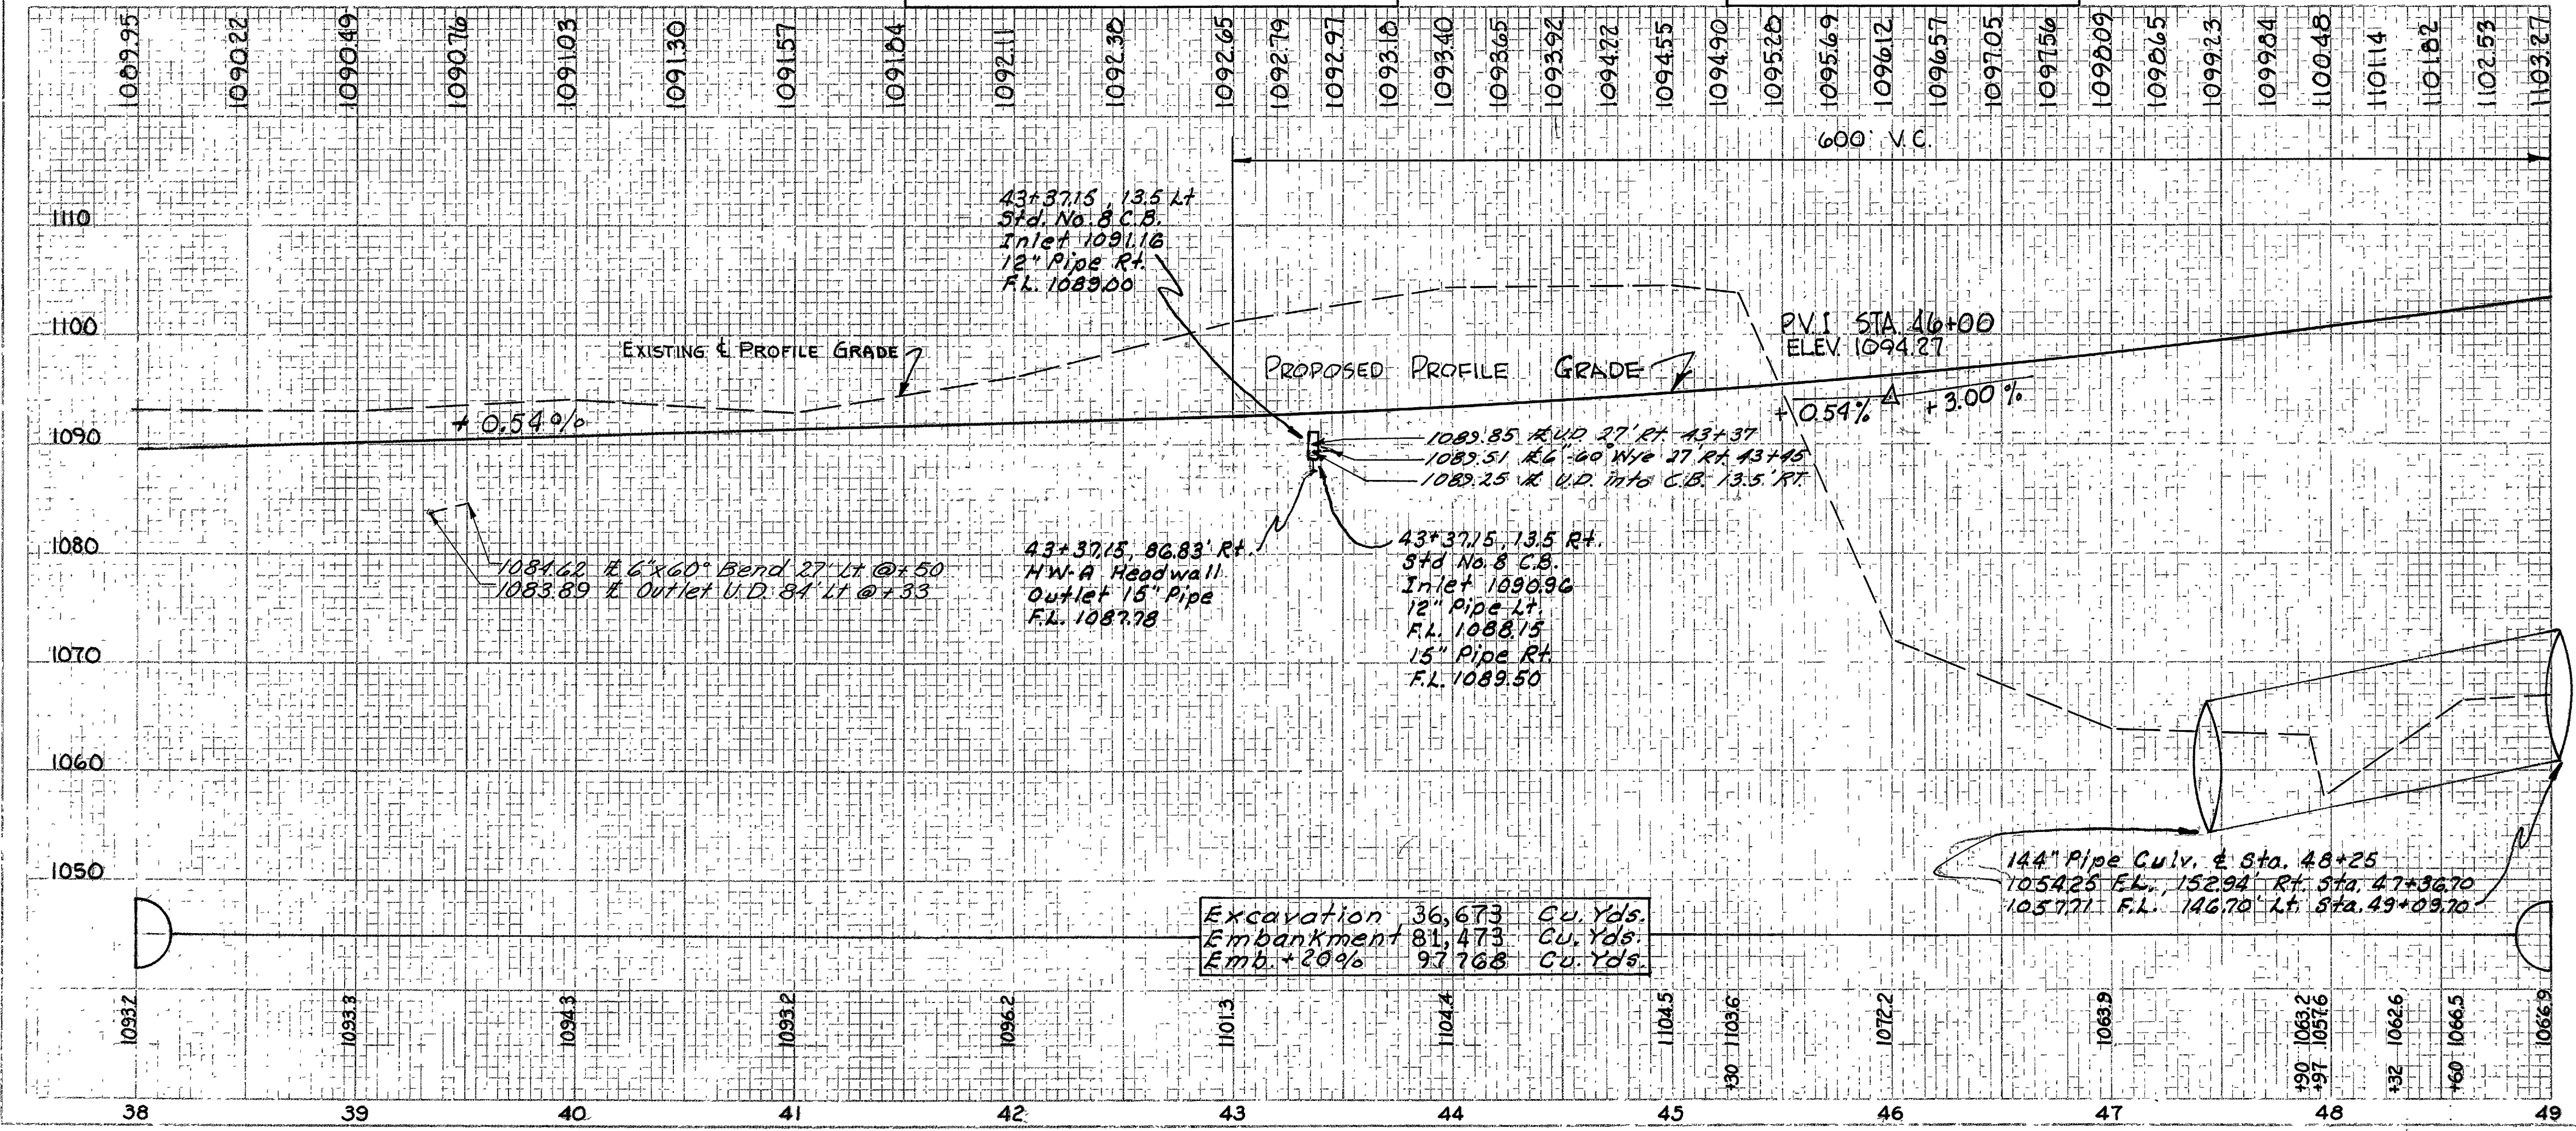 1089.95
1090.22
1090.49
1090.76
1091.03
1091.30
1091.57
1091.84
1092.11
1092.38
1092.65
1092.79
1092.97
1093.18
1093.40
1093.65
1093.92
1094.22
1094.55
1094.90
1095.28
1095.69
1096.12
1096.57
1097.05
1097.56
1098.09
1098.65
1099.23
1099.84
1100.48
1101.14
1101.82
1102.53
1103.27
600' V.C.
1110
1100
1090
1080
1070
1060
1050
43+37.15, 13.5 Lt
Std. No. 8 C.B.
Inlet 1091.16
12" Pipe Rt.
F.L. 1089.00
EXISTING ℄ PROFILE GRADE
PROPOSED PROFILE GRADE
P.V.I STA. 46+00
ELEV. 1094.27
+ 0.54%
+ 0.54%
+ 3.00%
1089.85 ⅊ U.D. 27' Rt. 43+37
1089.51 ⅊ 6"-60° Wye 27' Rt. 43+45
1089.25 ⅊ U.D. into C.B. 13.5' RT
1084.62 ⅊ 6"x60° Bend 27' Lt @+50
1083.89 ⅊ Outlet U.D. 84' Lt @+33
43+37.15, 86.83' Rt.
HW-A Headwall
Outlet 15" Pipe
F.L. 1087.78
43+37.15, 13.5 Rt.
Std No. 8 C.B.
Inlet 1090.96
12" Pipe Lt.
F.L. 1088.15
15" Pipe Rt.
F.L. 1089.50
144" Pipe Culv. ℄ Sta. 48+25
1054.25 F.L., 152.94' Rt. Sta. 47+36.70
1057.71 F.L. 146.70' Lt. Sta. 49+09.70
Excavation 36,673 Cu. Yds.
Embankment 81,473 Cu. Yds.
Emb. +20% 97768 Cu. Yds.
1093.2
1093.3
1094.3
1093.2
1096.2
1101.3
1104.4
1104.5
+30 1103.6
1072.2
1063.9
+90 1063.2
+97 1057.6
+32 1062.6
+60 1066.5
1066.9
38
39
40
41
42
43
44
45
46
47
48
49